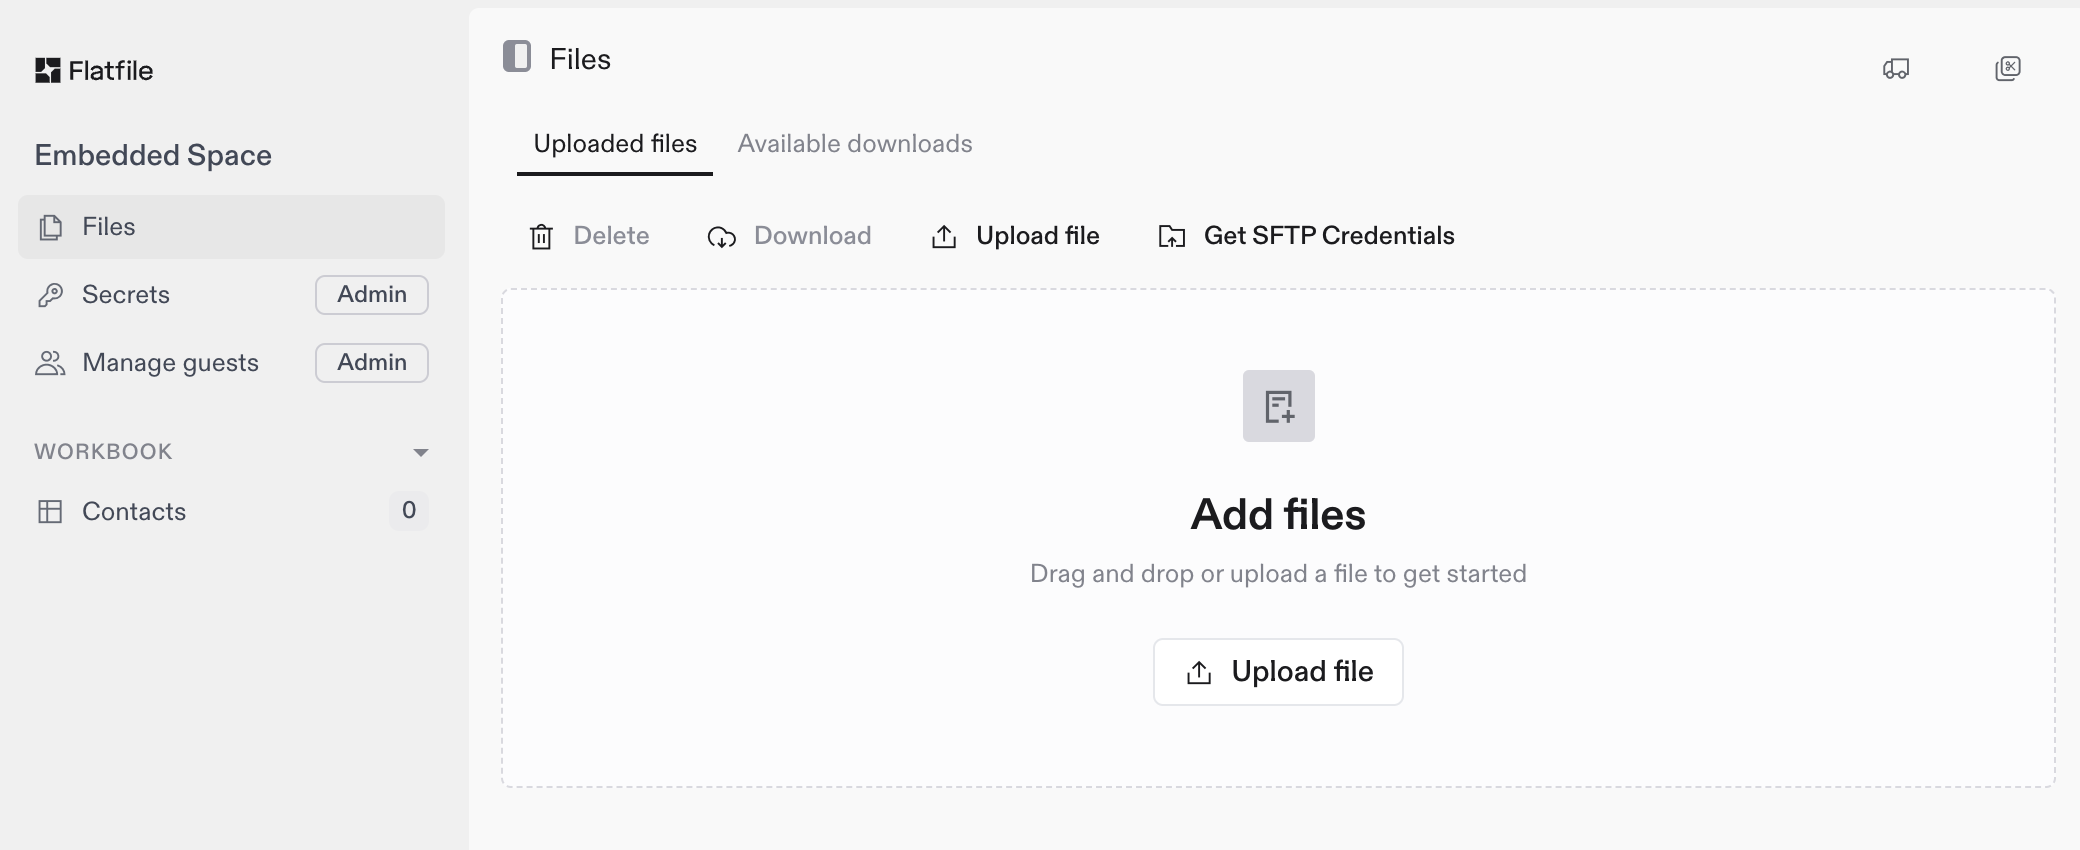 Flatfile
Embedded Space
Files
Secrets Admin
Manage guests Admin
WORKBOOK
Contacts 0
Files
Uploaded files Available downloads
Delete Download Upload file Get SFTP Credentials
Add files
Drag and drop or upload a file to get started
Upload file